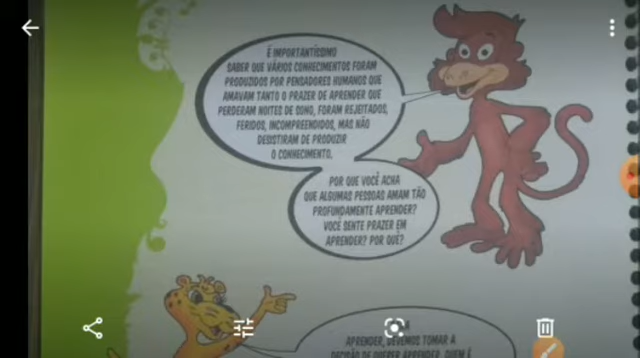 É IMPORTANTÍSSIMO
SABER QUE VÁRIOS CONHECIMENTOS FORAM
PRODUZIDOS POR PENSADORES HUMANOS QUE
AMAVAM TANTO O PRAZER DE APRENDER QUE
PERDERAM NOITES DE SONO, FORAM REJEITADOS,
FERIDOS, INCOMPREENDIDOS, MAS NÃO
DESISTIRAM DE PRODUZIR
O CONHECIMENTO.
POR QUE VOCÊ ACHA
QUE ALGUMAS PESSOAS AMAM TÃO
PROFUNDAMENTE APRENDER?
VOCÊ SENTE PRAZER EM
APRENDER? POR QUÊ?
APRENDER, DEVEMOS TOMAR A
DECISÃO DE QUERER APRENDER. QUEM É